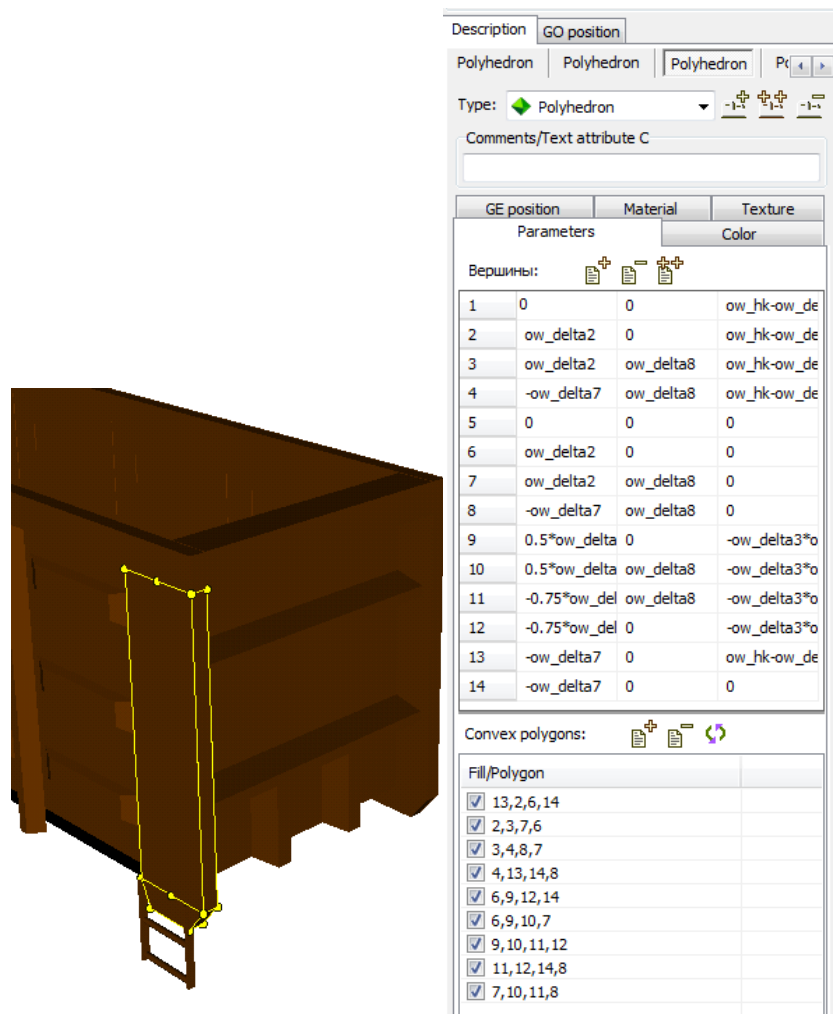 Description GO position
Polyhedron Polyhedron Polyhedron Po
Type: Polyhedron
Comments/Text attribute C
GE position Material Texture
Parameters Color
Вершины:
1 0 0 ow_hk-ow_de
2 ow_delta2 0 ow_hk-ow_de
3 ow_delta2 ow_delta8 ow_hk-ow_de
4 -ow_delta7 ow_delta8 ow_hk-ow_de
5 0 0 0
6 ow_delta2 0 0
7 ow_delta2 ow_delta8 0
8 -ow_delta7 ow_delta8 0
9 0.5*ow_delta 0 -ow_delta3*o
10 0.5*ow_delta ow_delta8 -ow_delta3*o
11 -0.75*ow_del ow_delta8 -ow_delta3*o
12 -0.75*ow_del 0 -ow_delta3*o
13 -ow_delta7 0 ow_hk-ow_de
14 -ow_delta7 0 0
Convex polygons:
Fill/Polygon
13,2,6,14
2,3,7,6
3,4,8,7
4,13,14,8
6,9,12,14
6,9,10,7
9,10,11,12
11,12,14,8
7,10,11,8